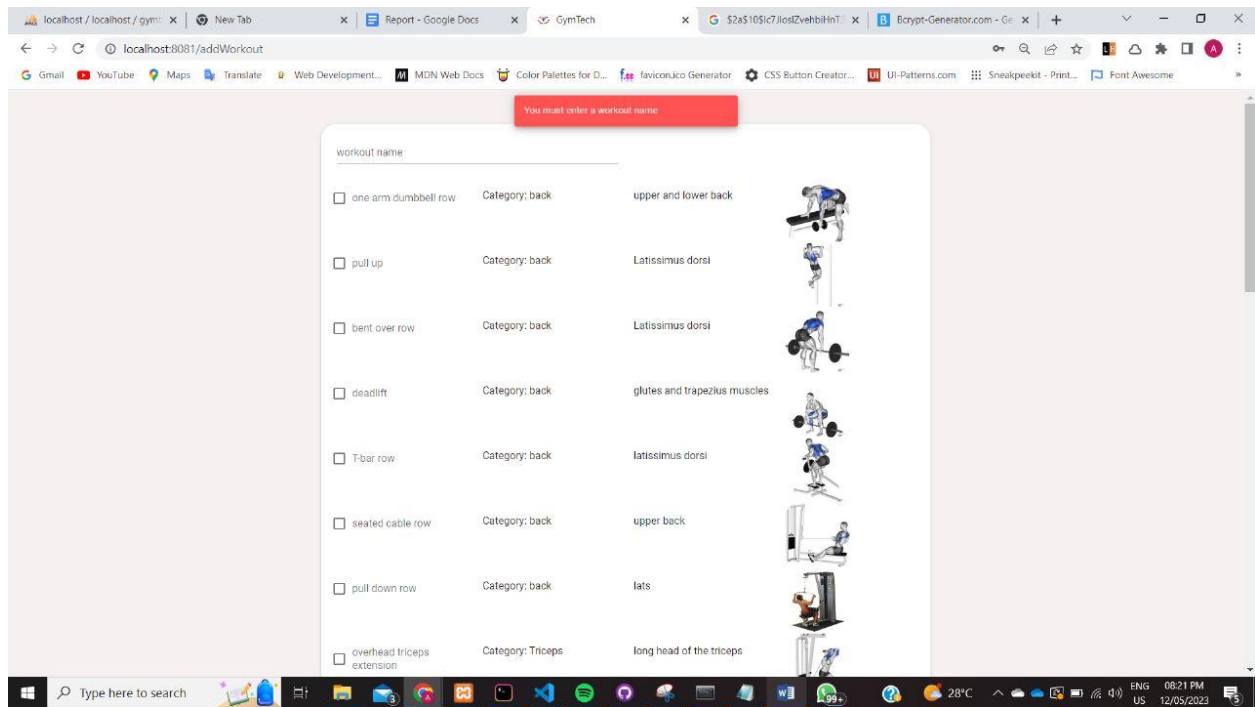 localhost / localhost / gymt
New Tab
Report - Google Docs
GymTech
Bcrypt-Generator.com - Ge
localhost:8081/addWorkout
Gmail YouTube Maps Translate Web Development... MDN Web Docs Color Palettes for D... favicon.ico Generator CSS Button Creator... UI-Patterns.com Sneakpeekit - Print... Font Awesome
You must enter a workout name
workout name
one arm dumbbell row Category: back upper and lower back
pull up Category: back Latissimus dorsi
bent over row Category: back Latissimus dorsi
deadlift Category: back glutes and trapezius muscles
T-bar row Category: back latissimus dorsi
seated cable row Category: back upper back
pull down row Category: back lats
overhead triceps Category: Triceps long head of the triceps
extension
Type here to search 99+ 28°C ENG 08:21 PM
US 12/05/2023